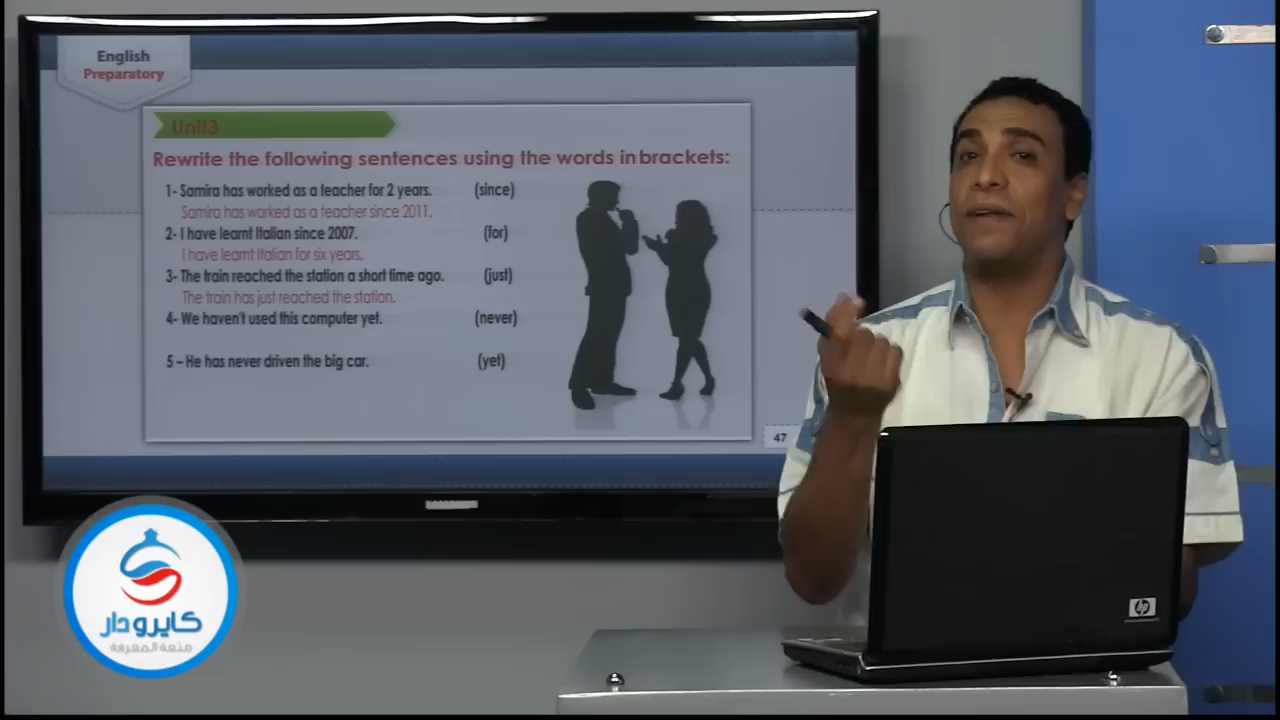 English
Preparatory
Unit3
Rewrite the following sentences using the words in brackets:
1- Samira has worked as a teacher for 2 years. (since)
Samira has worked as a teacher since 2011.
2- I have learnt Italian since 2007. (for)
I have learnt Italian for six years.
3- The train reached the station a short time ago. (just)
The train has just reached the station.
4- We haven't used this computer yet. (never)
5 – He has never driven the big car. (yet)
47
hp
كايرودار
متعة المعرفة